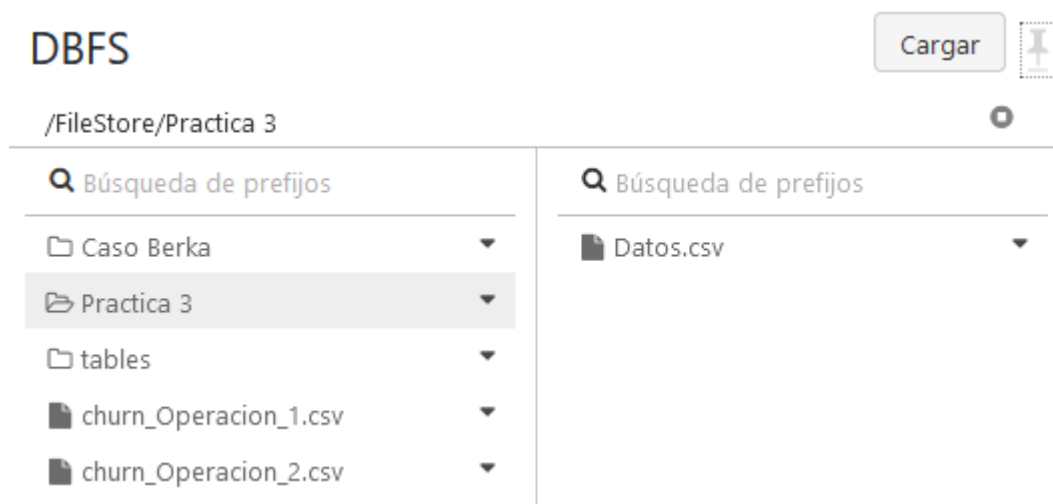 DBFS
Cargar
/FileStore/Practica 3
Búsqueda de prefijos
Caso Berka
Practica 3
tables
churn_Operacion_1.csv
churn_Operacion_2.csv
Búsqueda de prefijos
Datos.csv